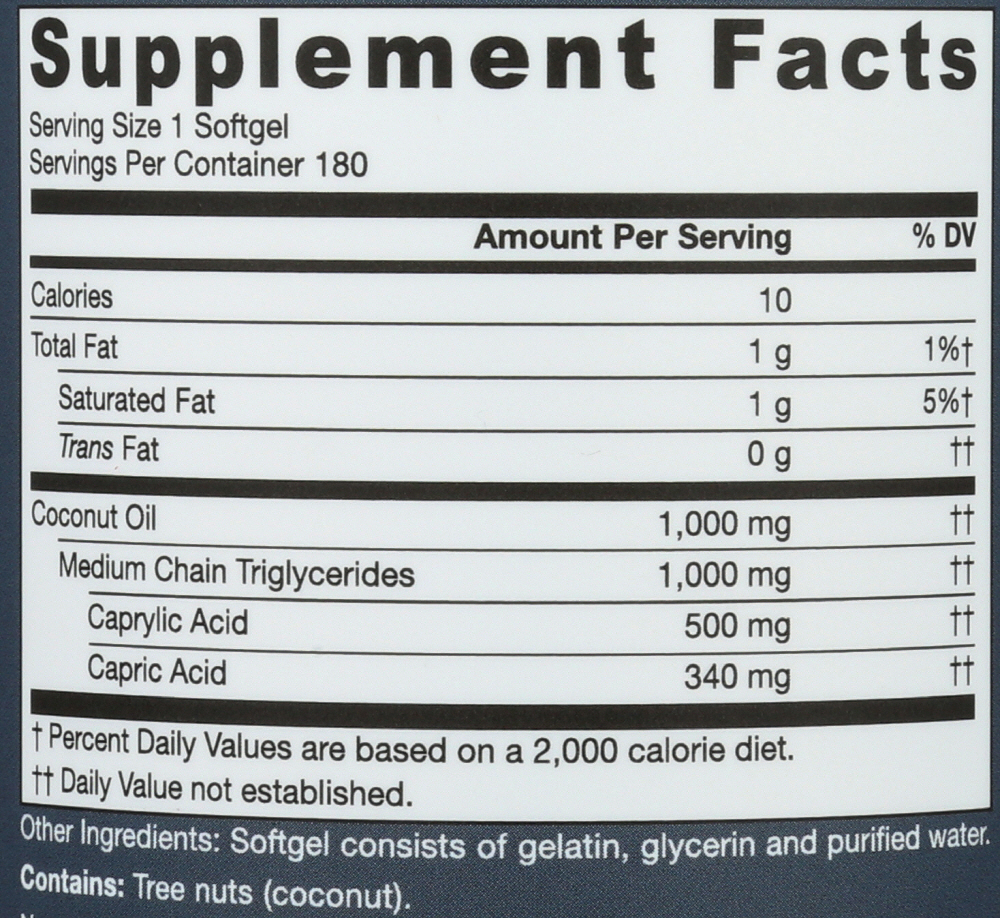 Supplement Facts
Serving Size 1 Softgel
Servings Per Container 180
Amount Per Serving % DV
Calories 10
Total Fat 1 g 1%†
Saturated Fat 1 g 5%†
Trans Fat 0 g ††
Coconut Oil 1,000 mg ††
Medium Chain Triglycerides 1,000 mg ††
Caprylic Acid 500 mg ††
Capric Acid 340 mg ††
† Percent Daily Values are based on a 2,000 calorie diet.
†† Daily Value not established.
Other Ingredients: Softgel consists of gelatin, glycerin and purified water.
Contains: Tree nuts (coconut).